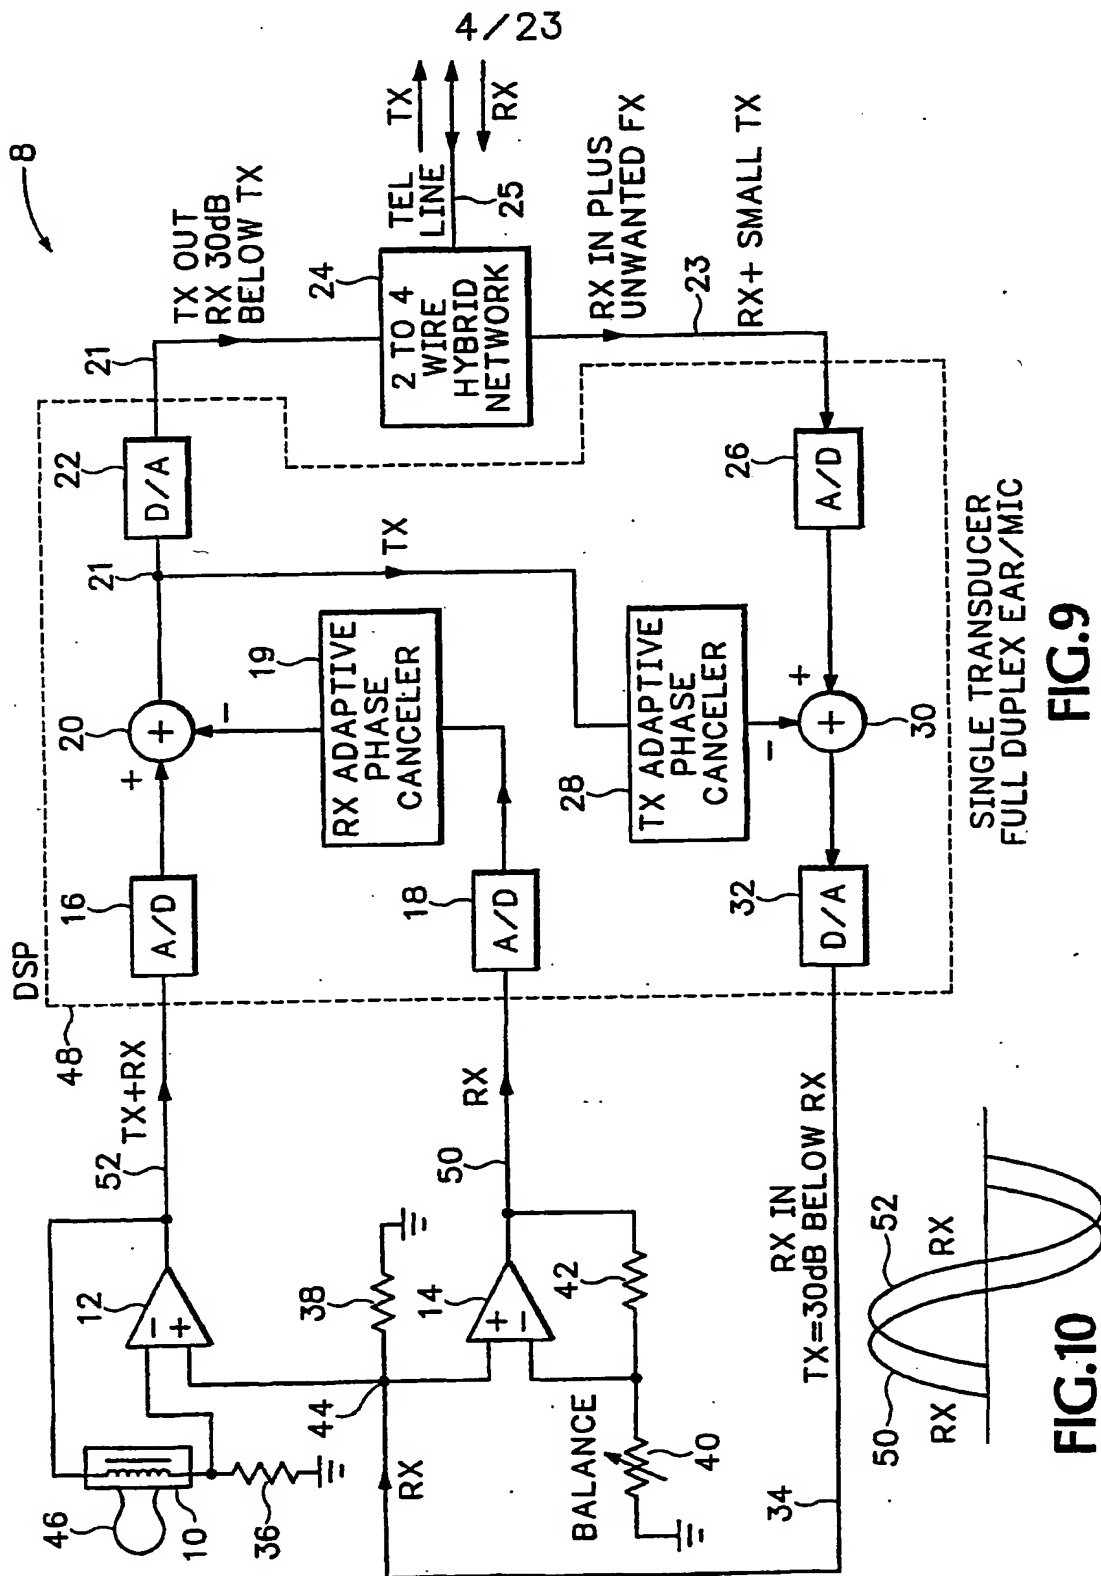 4/23
8
DSP
48
46
10
12
36
52
TX+RX
16
A/D
+
20
+
-
21
22
D/A
21
TX OUT
RX 30dB
BELOW TX
24
2 TO 4
WIRE
HYBRID
NETWORK
TEL
LINE
25
TX
RX
RX IN PLUS
UNWANTED FX
RX+ SMALL TX
23
19
RX ADAPTIVE
PHASE
CANCELER
TX
44
38
RX
14
50
RX
18
A/D
42
BALANCE
40
-
+
+
-
28
TX ADAPTIVE
PHASE
CANCELER
-
+
+
30
26
A/D
32
D/A
RX IN
TX=30dB BELOW RX
34
SINGLE TRANSDUCER
FULL DUPLEX EAR/MIC
FIG.9
50
RX
RX
52
FIG.10